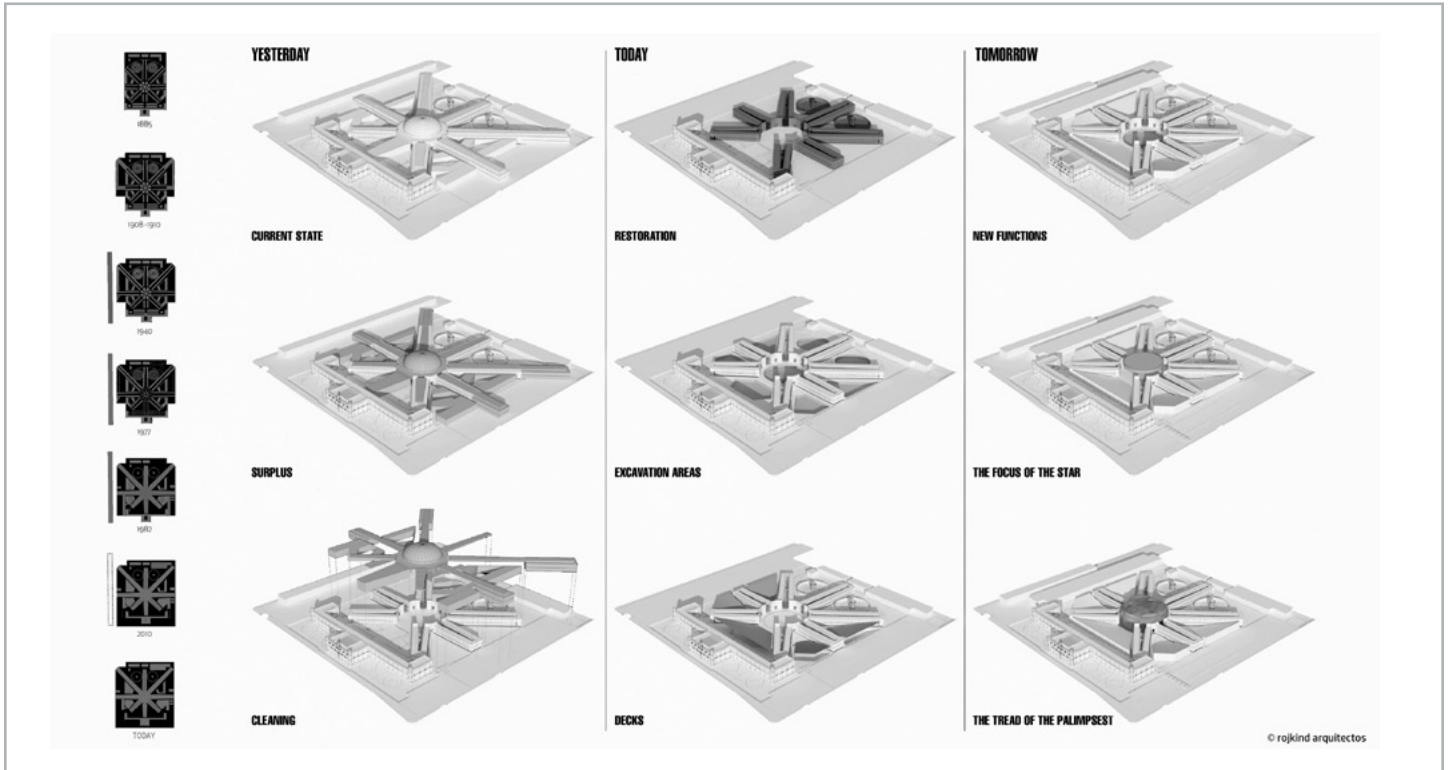 1885
1908-1910
1940
1977
1982
2010
TODAY
YESTERDAY
CURRENT STATE
SURPLUS
CLEANING
TODAY
RESTORATION
EXCAVATION AREAS
DECKS
TOMORROW
NEW FUNCTIONS
THE FOCUS OF THE STAR
THE TREAD OF THE PALIMPSEST
© rojkind arquitectos